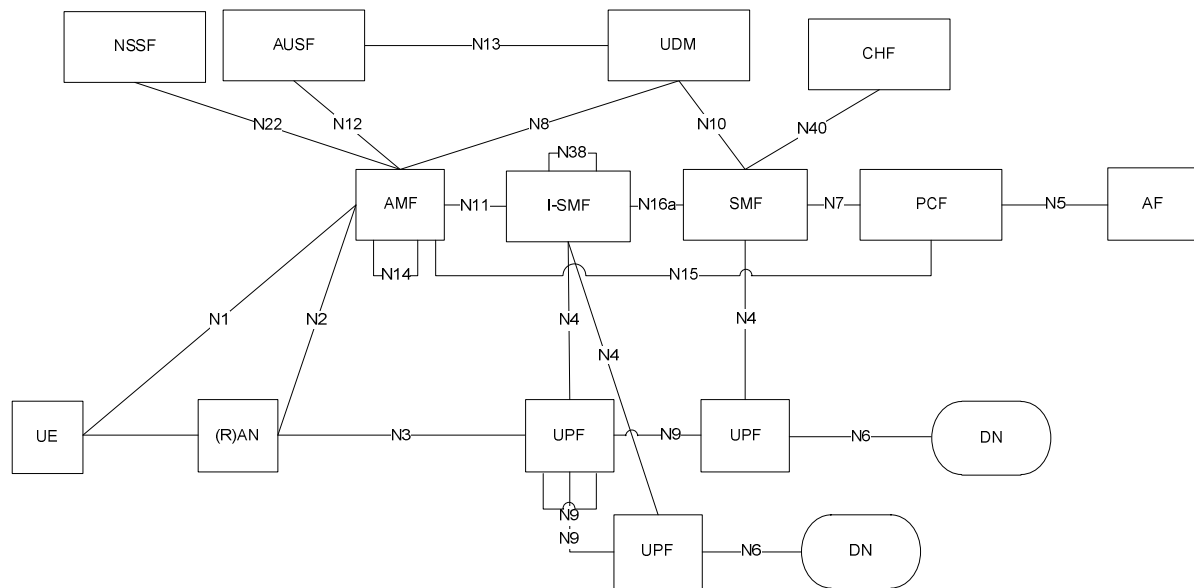 NSSF
AUSF
N13
UDM
CHF
N22
N12
N8
N10
N40
N38
AMF
N11
I-SMF
N16a
SMF
N7
PCF
N5
AF
N14
N15
N1
N2
N4
N4
N4
UE
(R)AN
N3
UPF
N9
UPF
N6
DN
N9
N9
UPF
N6
DN